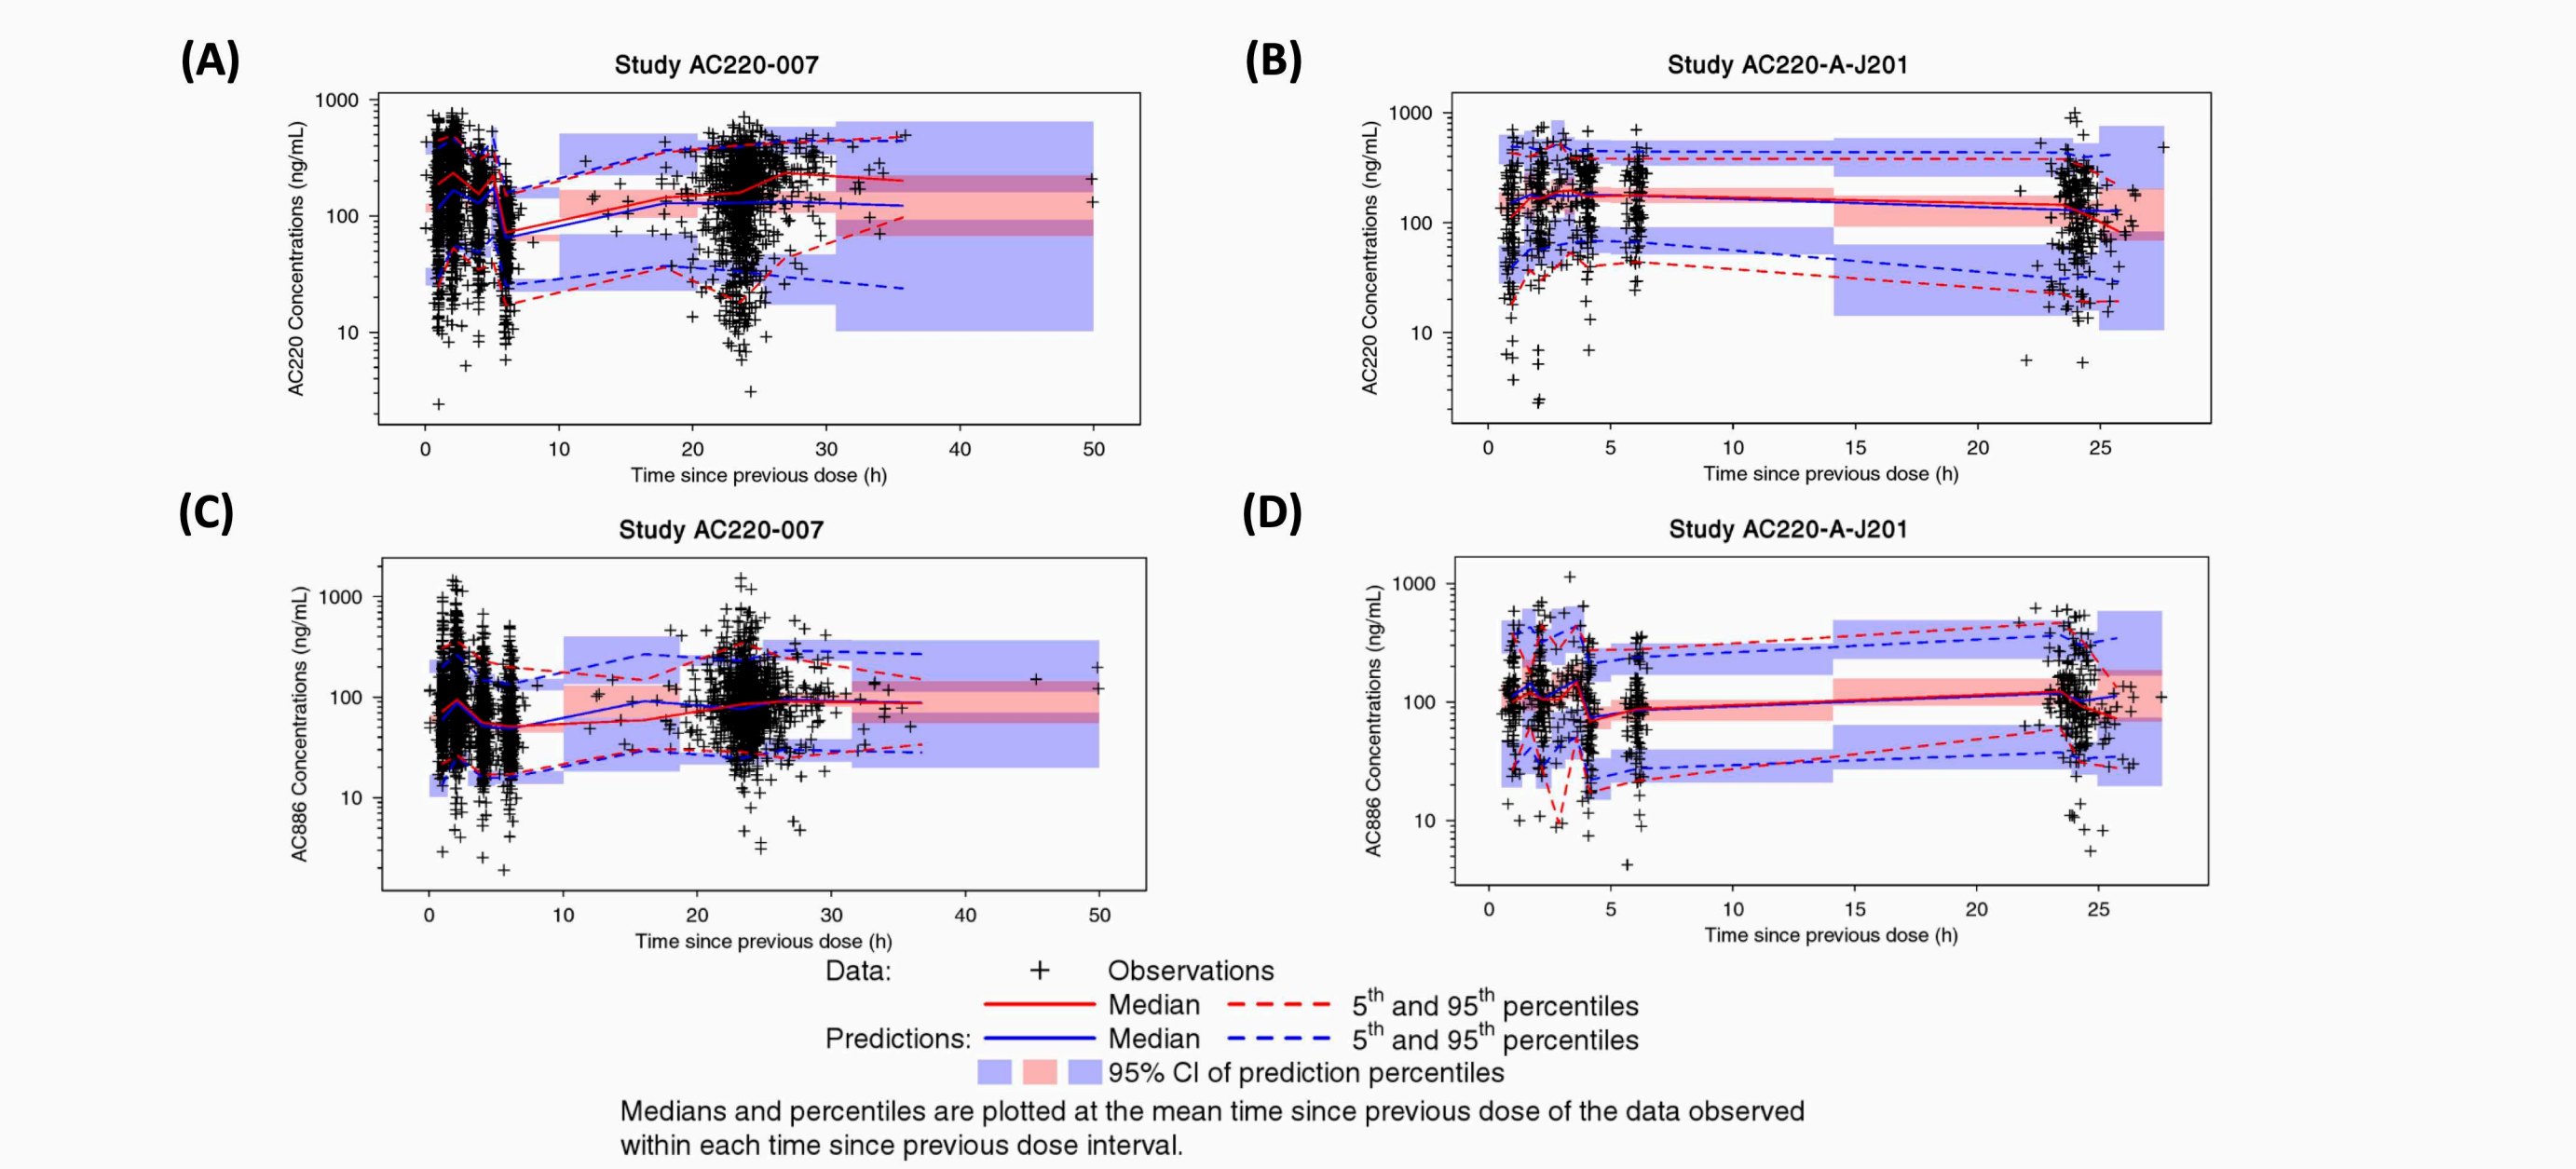 (A)
Study AC220-007
AC220 Concentrations (ng/mL)
1000
100
10
0 10 20 30 40 50
Time since previous dose (h)
(B)
Study AC220-A-J201
AC220 Concentrations (ng/mL)
1000
100
10
0 5 10 15 20 25
Time since previous dose (h)
(C)
Study AC220-007
AC886 Concentrations (ng/mL)
1000
100
10
0 10 20 30 40 50
Time since previous dose (h)
(D)
Study AC220-A-J201
AC886 Concentrations (ng/mL)
1000
100
10
0 5 10 15 20 25
Time since previous dose (h)
Data: + Observations
Median 5th and 95th percentiles
Predictions: Median 5th and 95th percentiles
95% CI of prediction percentiles
Medians and percentiles are plotted at the mean time since previous dose of the data observed
within each time since previous dose interval.